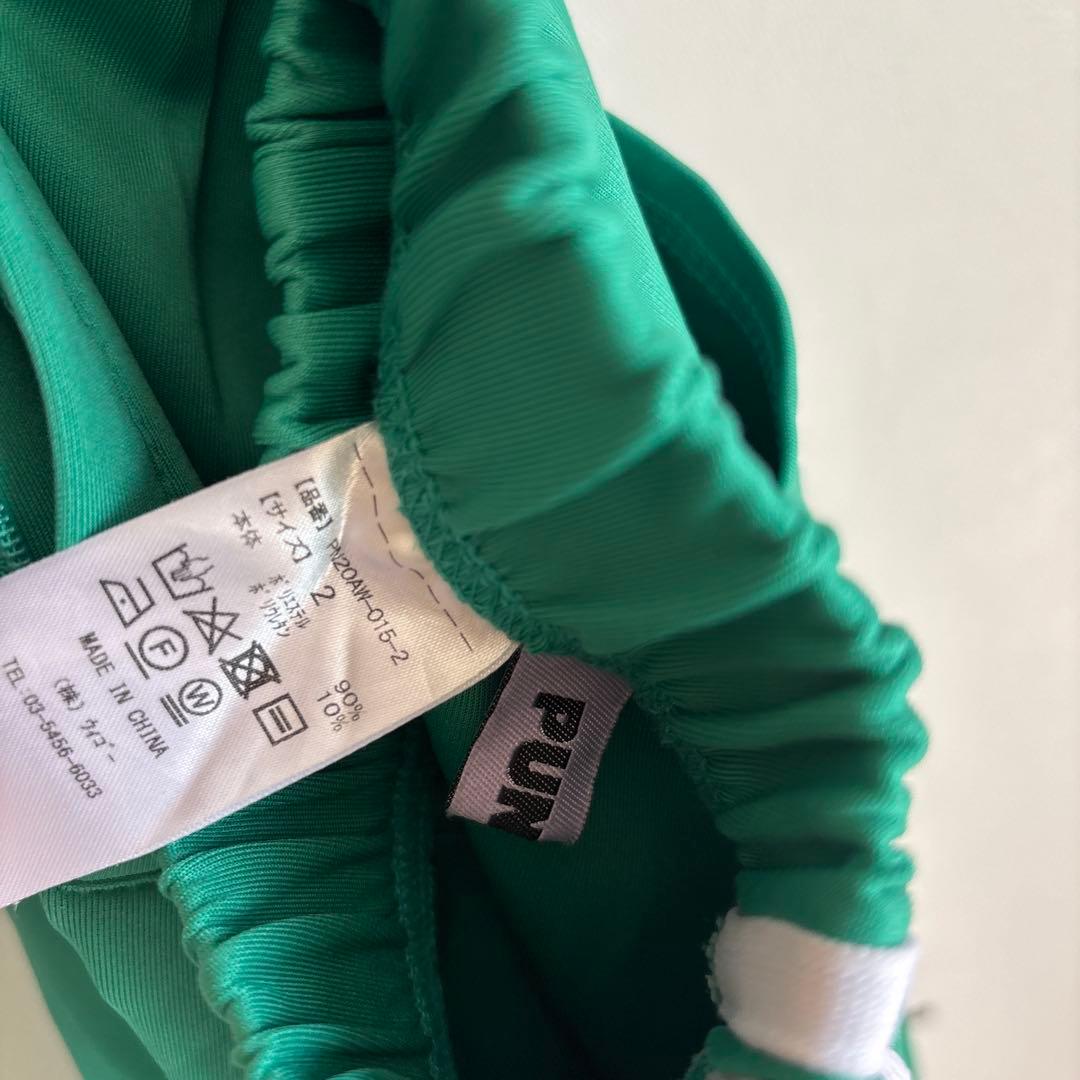 【品番】PN20AW-015-2
【サイズ】 2
本体 ポリエステル 90%
ポリウレタン 10%
F
W
MADE IN CHINA
(株)ウィゴー
TEL.03-5456-6033
PUN